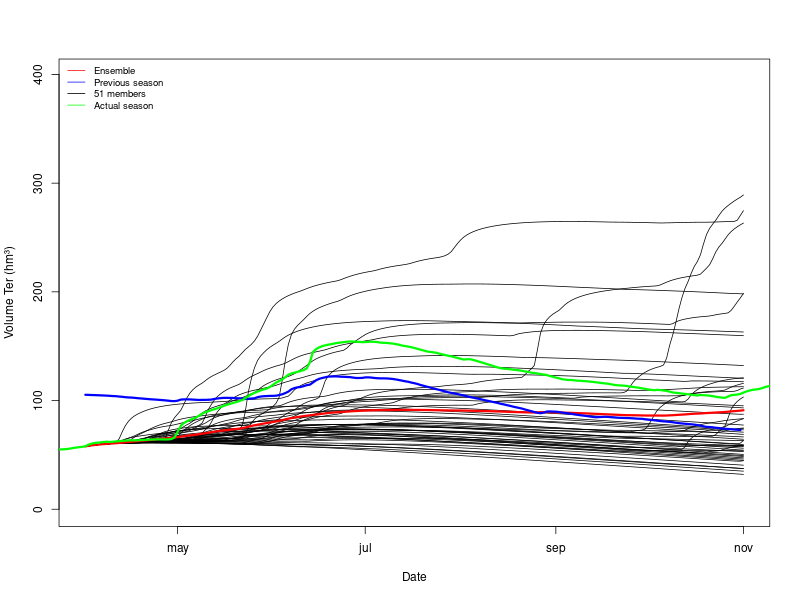 400
300
200
100
0
Volume Ter (hm³)
Ensemble
Previous season
51 members
Actual season
may jul sep nov
Date